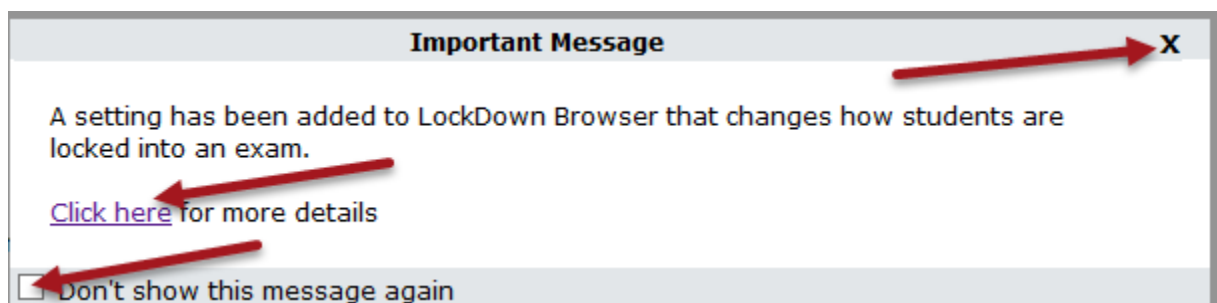 Important Message
X
A setting has been added to LockDown Browser that changes how students are
locked into an exam.
Click here for more details
Don't show this message again